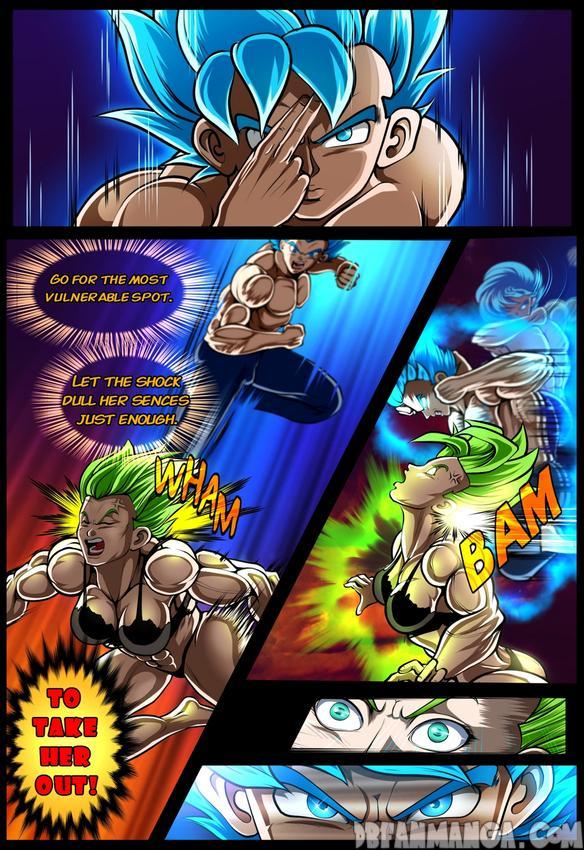 GO FOR THE MOST
VULNERABLE SPOT.
LET THE SHOCK
DULL HER SENCES
JUST ENOUGH.
WHAM
BAM
TO
TAKE
HER
OUT!
DBFANMANGA.COM